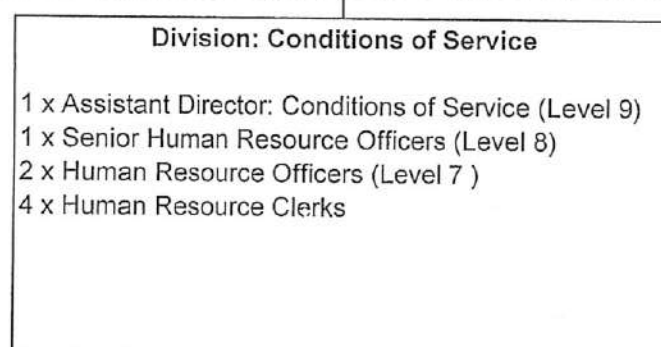 Division: Conditions of Service
1 x Assistant Director: Conditions of Service (Level 9)
1 x Senior Human Resource Officers (Level 8)
2 x Human Resource Officers (Level 7 )
4 x Human Resource Clerks